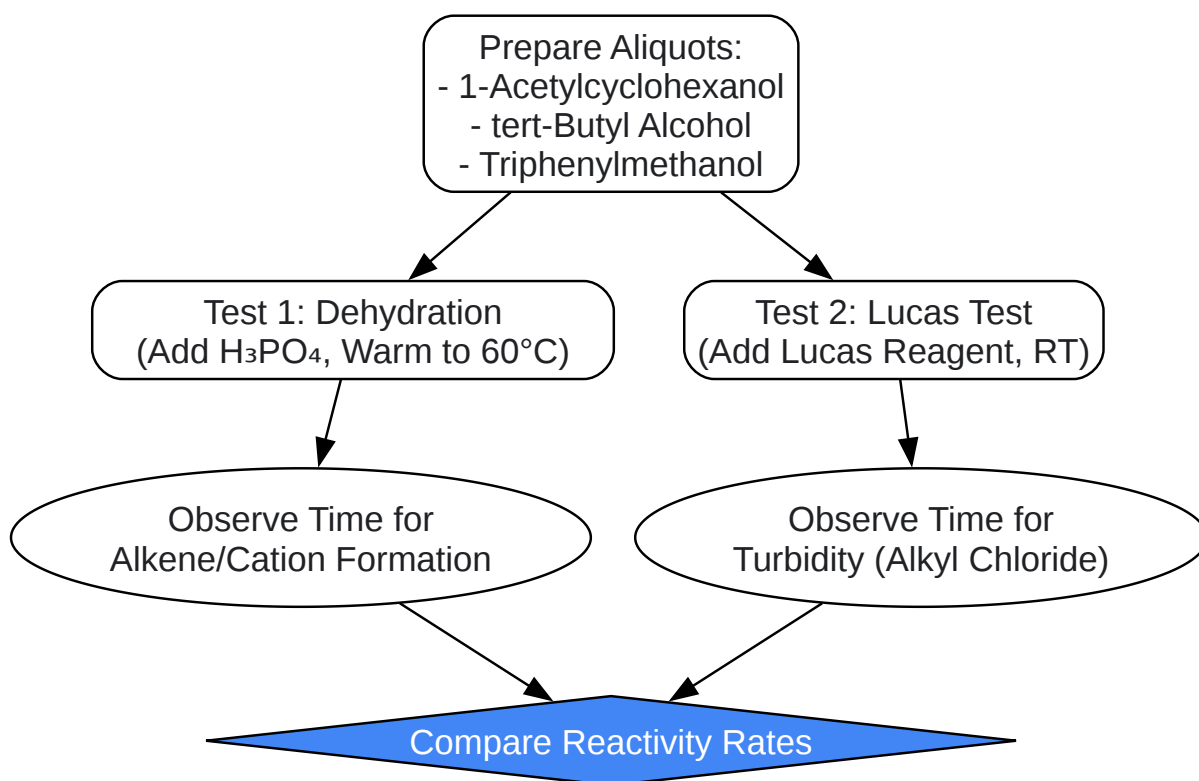 Prepare Aliquots:
- 1-Acetylcyclohexanol
- tert-Butyl Alcohol
- Triphenylmethanol
Test 1: Dehydration
(Add H₃PO₄, Warm to 60°C)
Test 2: Lucas Test
(Add Lucas Reagent, RT)
Observe Time for
Alkene/Cation Formation
Observe Time for
Turbidity (Alkyl Chloride)
Compare Reactivity Rates